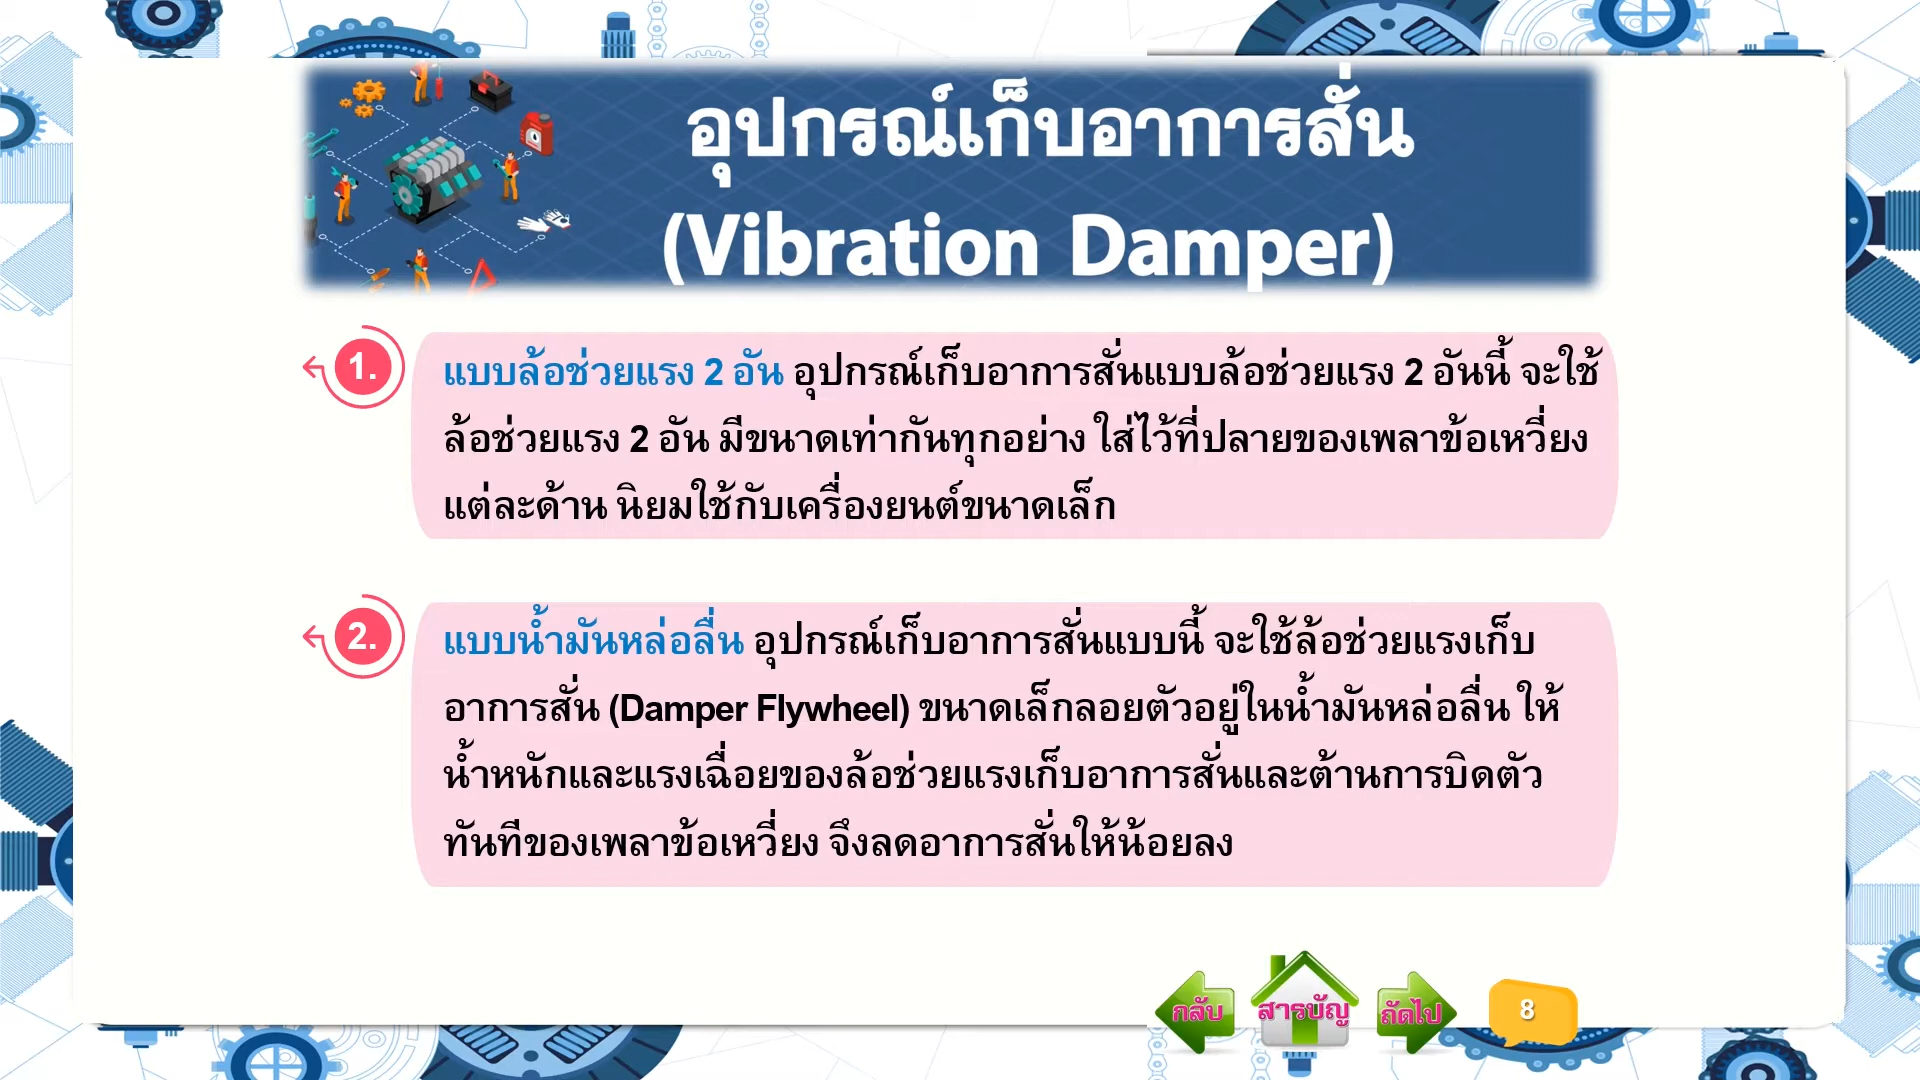 อุปกรณ์เก็บอาการสั่น
(Vibration Damper)
1.
แบบล้อช่วยแรง 2 อัน อุปกรณ์เก็บอาการสั่นแบบล้อช่วยแรง 2 อันนี้ จะใช้
ล้อช่วยแรง 2 อัน มีขนาดเท่ากันทุกอย่าง ใส่ไว้ที่ปลายของเพลาข้อเหวี่ยง
แต่ละด้าน นิยมใช้กับเครื่องยนต์ขนาดเล็ก
2.
แบบน้ำมันหล่อลื่น อุปกรณ์เก็บอาการสั่นแบบนี้ จะใช้ล้อช่วยแรงเก็บ
อาการสั่น (Damper Flywheel) ขนาดเล็กลอยตัวอยู่ในน้ำมันหล่อลื่น ให้
น้ำหนักและแรงเฉื่อยของล้อช่วยแรงเก็บอาการสั่นและต้านการบิดตัว
ทันทีของเพลาข้อเหวี่ยง จึงลดอาการสั่นให้น้อยลง
กลับ
สารบัญ
ถัดไป
8